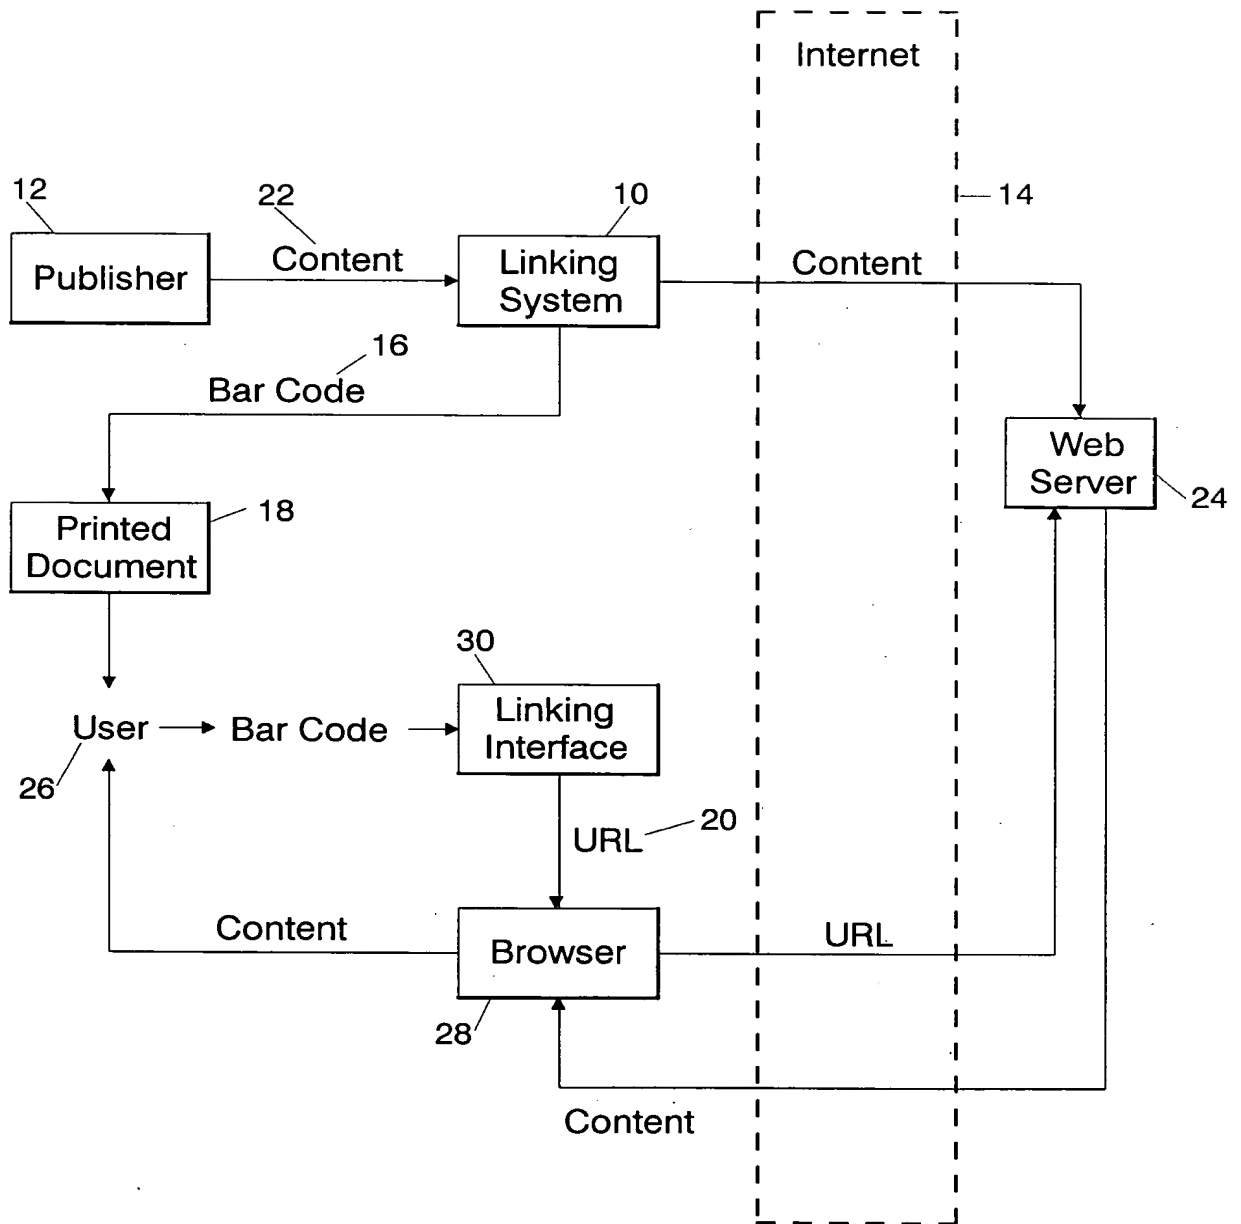 Internet
12
22
10
14
Publisher
Content
Linking
System
Content
16
Bar Code
Web
Server
24
18
Printed
Document
30
User
Bar Code
Linking
Interface
26
20
URL
Content
Browser
URL
28
Content